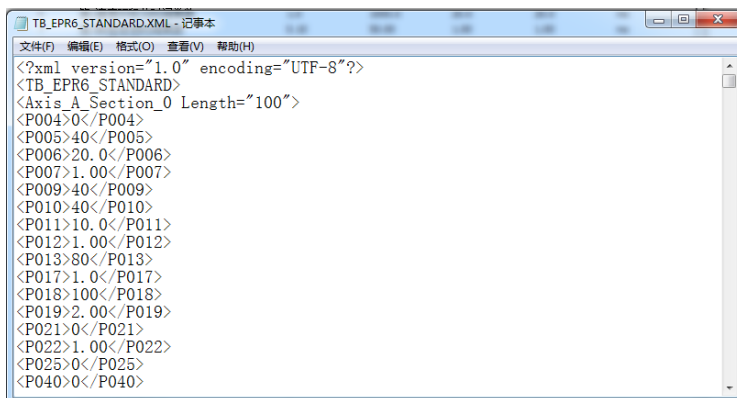 TB_EPR6_STANDARD.XML - 记事本
文件(F) 编辑(E) 格式(O) 查看(V) 帮助(H)
<?xml version="1.0" encoding="UTF-8"?>
<TB_EPR6_STANDARD>
<Axis_A_Section_0 Length="100">
<P004>0</P004>
<P005>40</P005>
<P006>20.0</P006>
<P007>1.00</P007>
<P009>40</P009>
<P010>40</P010>
<P011>10.0</P011>
<P012>1.00</P012>
<P013>80</P013>
<P017>1.0</P017>
<P018>100</P018>
<P019>2.00</P019>
<P021>0</P021>
<P022>1.00</P022>
<P025>0</P025>
<P040>0</P040>